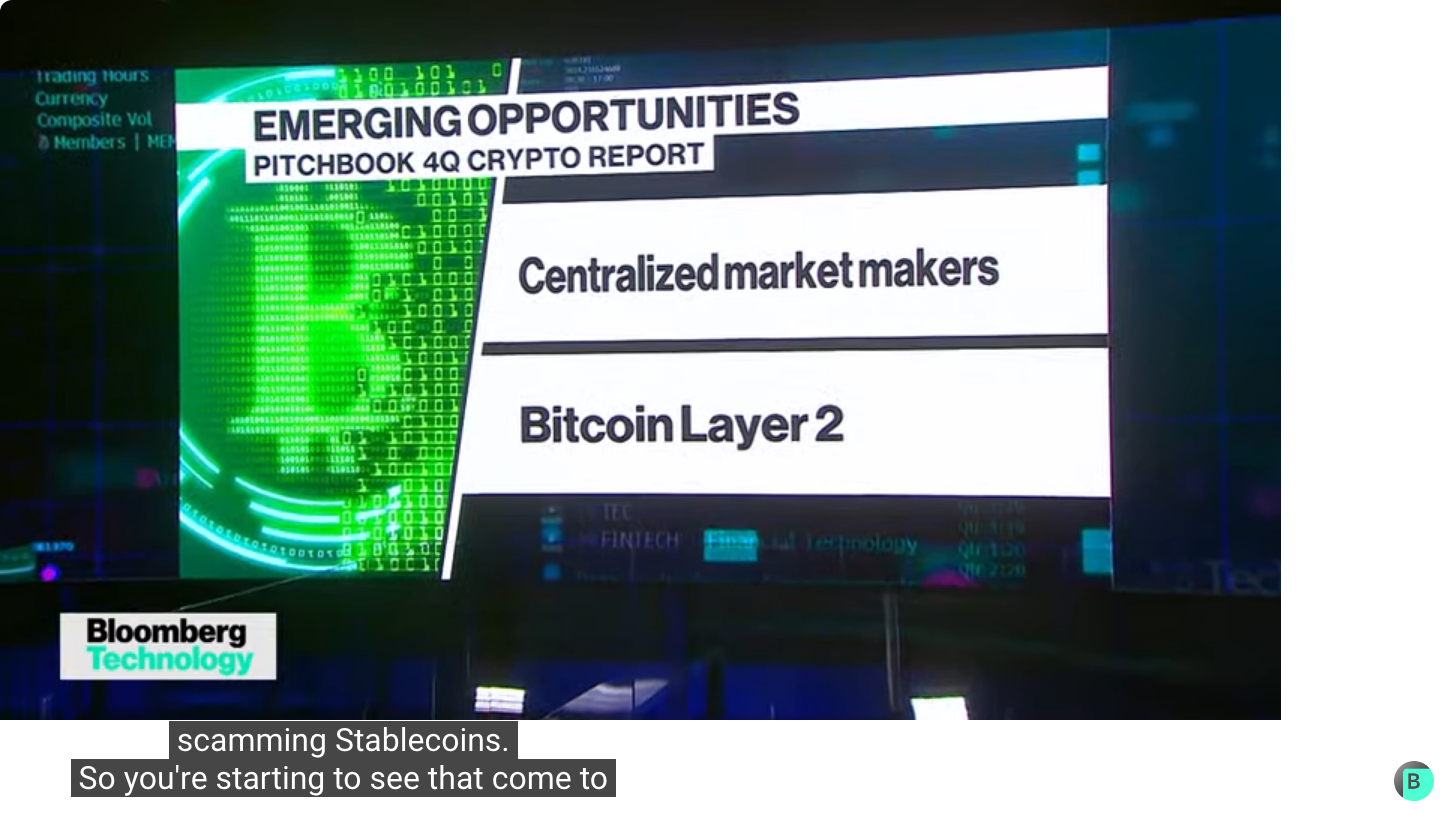 Trading Hours
Currency
Composite Vol
Members | MEM
EMERGING OPPORTUNITIES
PITCHBOOK 4Q CRYPTO REPORT
Centralized market makers
Bitcoin Layer 2
TEC
FINTECH
Financial Technology
Bloomberg
Technology
scamming Stablecoins.
So you're starting to see that come to
B